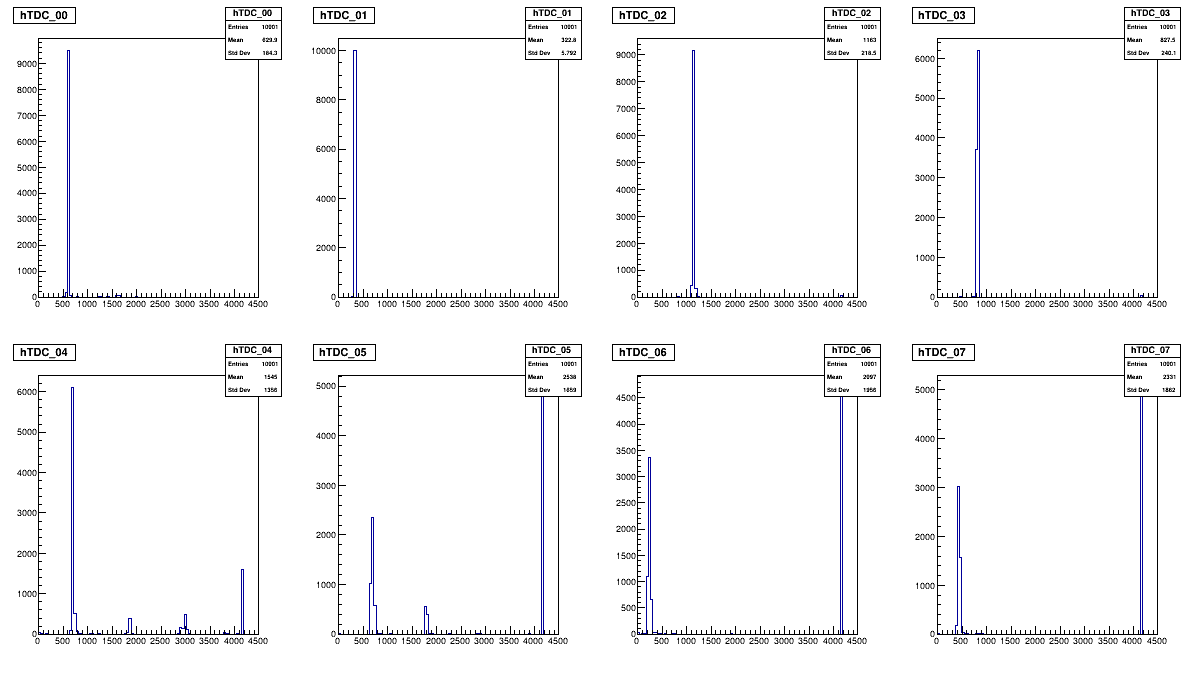 hTDC_00
hTDC_00
Entries 10001
Mean 629.9
Std Dev 184.3
9000
8000
7000
6000
5000
4000
3000
2000
1000
0
0 500 1000 1500 2000 2500 3000 3500 4000 4500
hTDC_01
hTDC_01
Entries 10001
Mean 322.8
Std Dev 5.792
10000
8000
6000
4000
2000
0
0 500 1000 1500 2000 2500 3000 3500 4000 4500
hTDC_02
hTDC_02
Entries 10001
Mean 1163
Std Dev 218.5
9000
8000
7000
6000
5000
4000
3000
2000
1000
0
0 500 1000 1500 2000 2500 3000 3500 4000 4500
hTDC_03
hTDC_03
Entries 10001
Mean 827.5
Std Dev 240.1
6000
5000
4000
3000
2000
1000
0
0 500 1000 1500 2000 2500 3000 3500 4000 4500
hTDC_04
hTDC_04
Entries 10001
Mean 1545
Std Dev 1356
6000
5000
4000
3000
2000
1000
0
0 500 1000 1500 2000 2500 3000 3500 4000 4500
hTDC_05
hTDC_05
Entries 10001
Mean 2538
Std Dev 1659
5000
4000
3000
2000
1000
0
0 500 1000 1500 2000 2500 3000 3500 4000 4500
hTDC_06
hTDC_06
Entries 10001
Mean 2097
Std Dev 1956
4500
4000
3500
3000
2500
2000
1500
1000
500
0
0 500 1000 1500 2000 2500 3000 3500 4000 4500
hTDC_07
hTDC_07
Entries 10001
Mean 2331
Std Dev 1862
5000
4000
3000
2000
1000
0
0 500 1000 1500 2000 2500 3000 3500 4000 4500